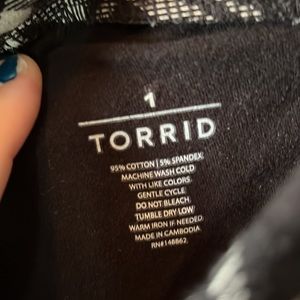 1
TORRID
95% COTTON | 5% SPANDEX
MACHINE WASH COLD
WITH LIKE COLORS.
GENTLE CYCLE
DO NOT BLEACH.
TUMBLE DRY LOW
WARM IRON IF NEEDED.
MADE IN CAMBODIA
RN#148862